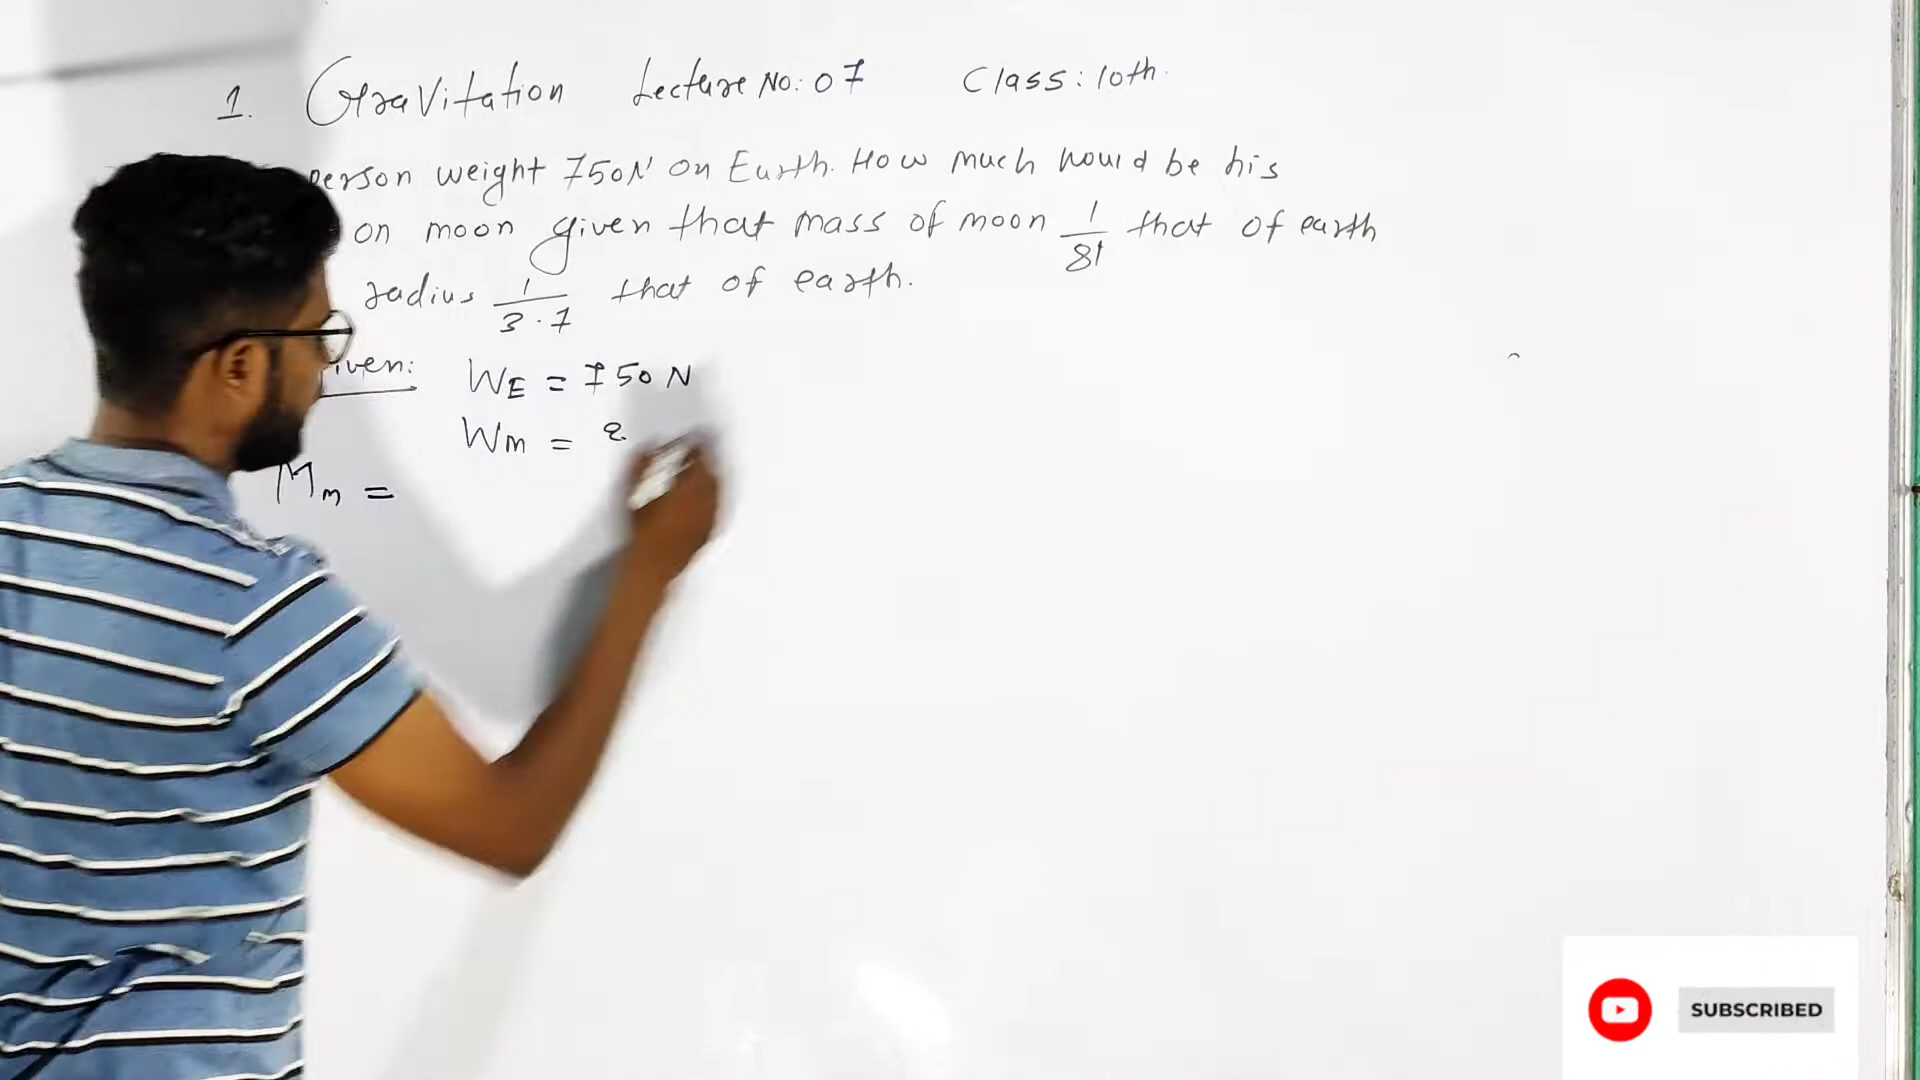 1. Gravitation Lecture No: 07 Class: 10th.
person weight 750N on Earth. How much would be his
on moon given that mass of moon 1/81 that of earth
radius 1/3.7 that of earth.
iven: WE = 750 N
Wm = ?
Mm =
SUBSCRIBED